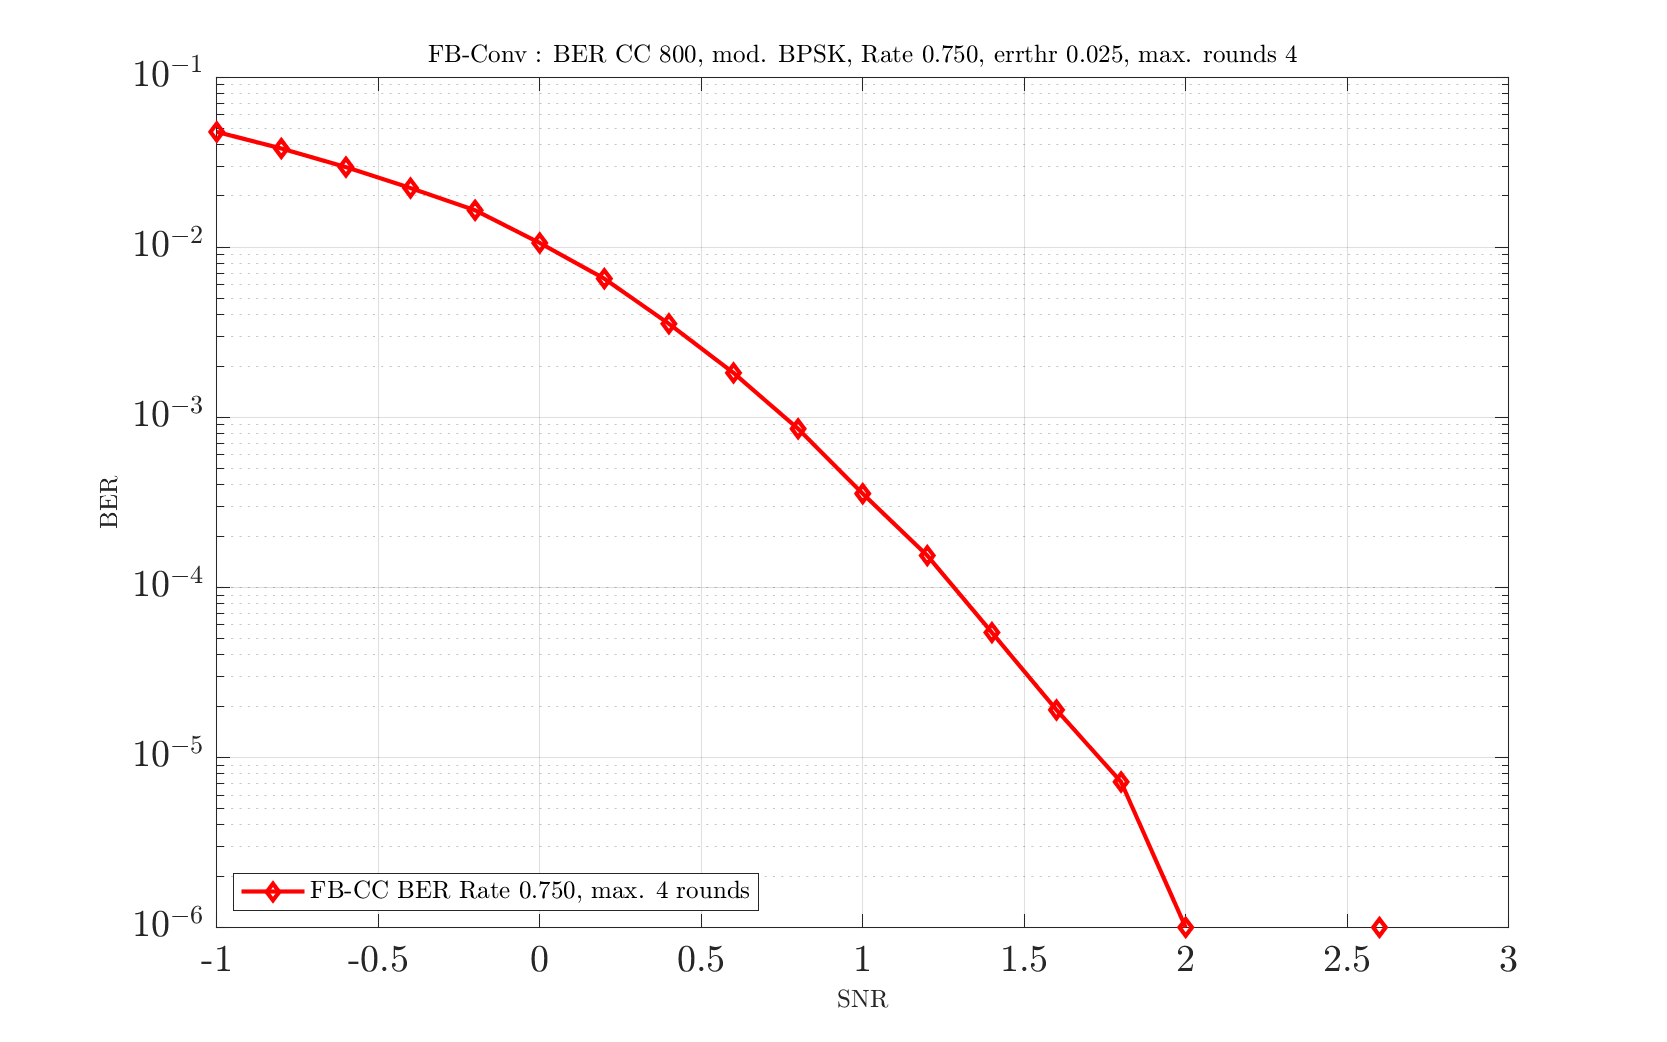 FB-Conv : BER CC 800, mod. BPSK, Rate 0.750, errthr 0.025, max. rounds 4
10⁻¹
10⁻²
10⁻³
10⁻⁴
10⁻⁵
10⁻⁶
BER
FB-CC BER Rate 0.750, max. 4 rounds
-1 -0.5 0 0.5 1 1.5 2 2.5 3
SNR